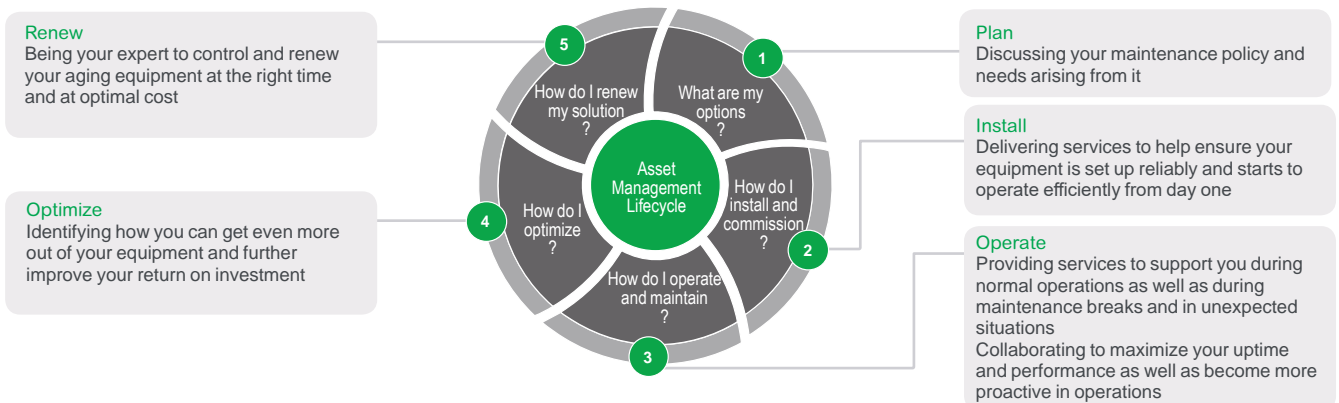 Renew
Being your expert to control and renew
your aging equipment at the right time
and at optimal cost
Optimize
Identifying how you can get even more
out of your equipment and further
improve your return on investment
5
How do I renew
my solution
?
1
What are my
options
?
Asset
Management
Lifecycle
How do I
install and
commission
?
2
How do I
optimize
?
4
How do I operate
and maintain
?
3
Plan
Discussing your maintenance policy and
needs arising from it
Install
Delivering services to help ensure your
equipment is set up reliably and starts to
operate efficiently from day one
Operate
Providing services to support you during
normal operations as well as during
maintenance breaks and in unexpected
situations
Collaborating to maximize your uptime
and performance as well as become more
proactive in operations